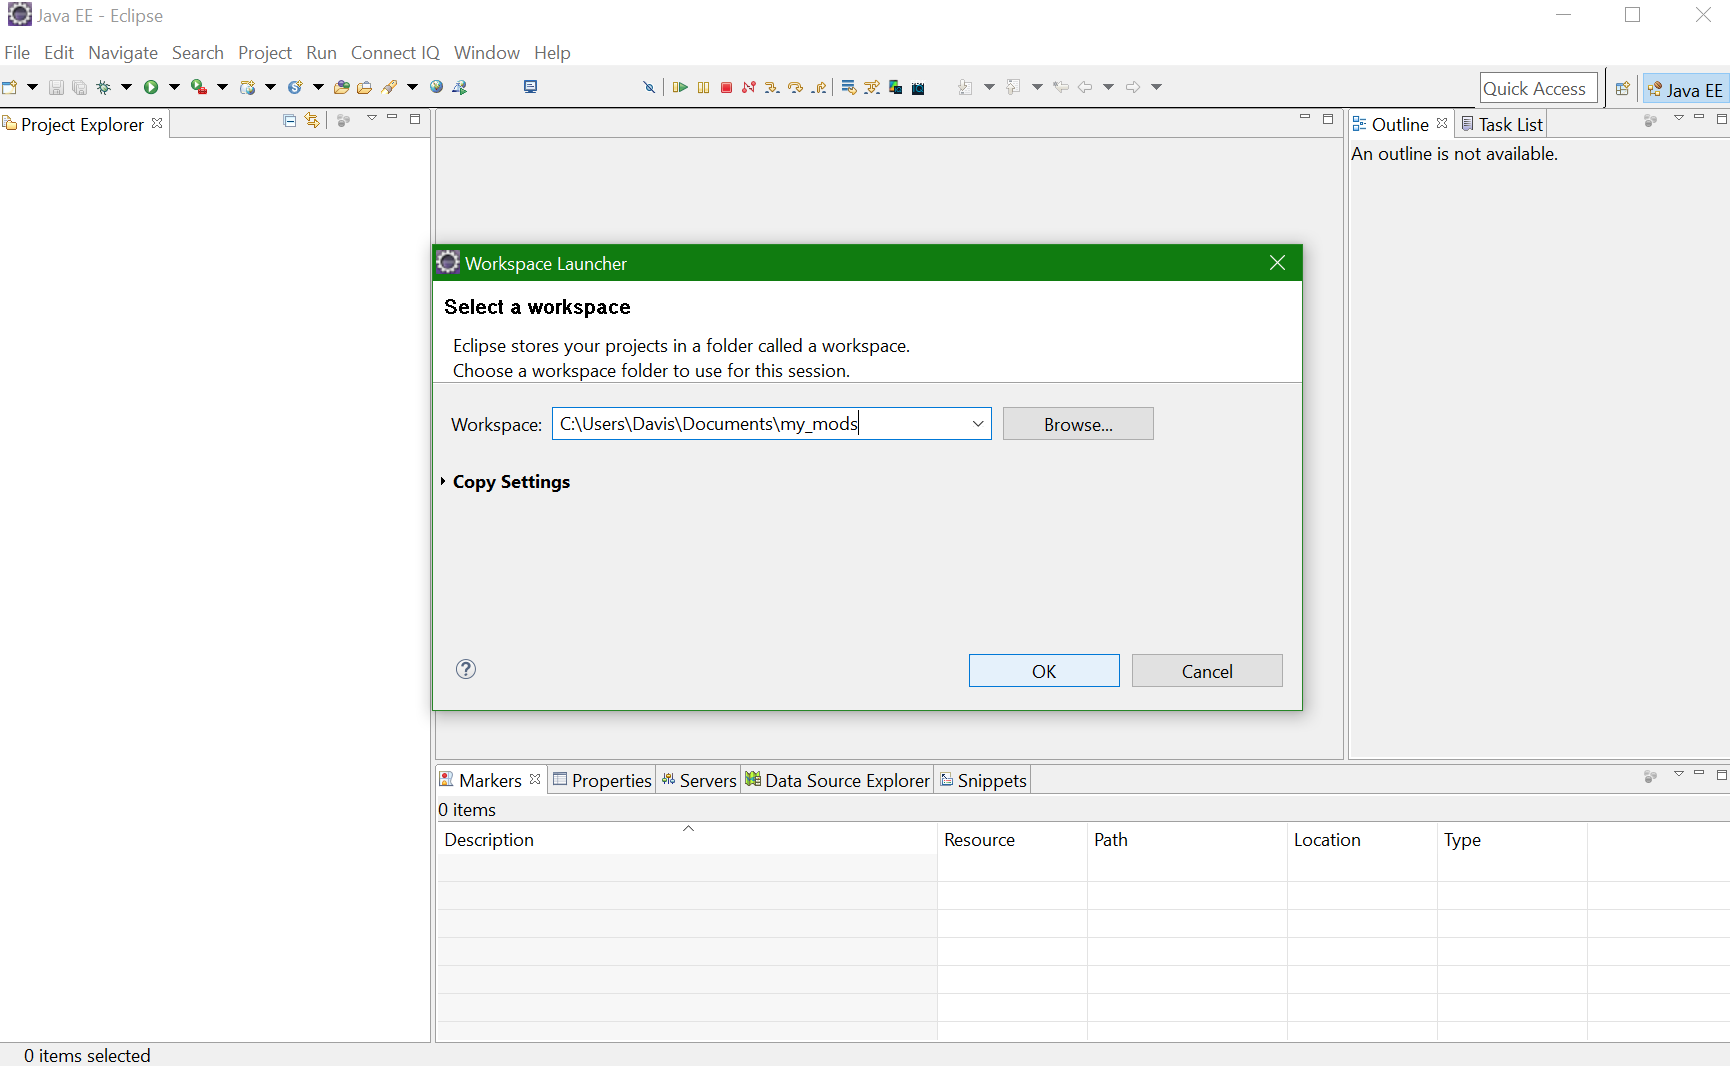 Java EE - Eclipse
File Edit Navigate Search Project Run Connect IQ Window Help
Quick Access
Java EE
Project Explorer
Outline
Task List
An outline is not available.
Workspace Launcher
Select a workspace
Eclipse stores your projects in a folder called a workspace.
Choose a workspace folder to use for this session.
Workspace: C:\Users\Davis\Documents\my_mods Browse...
Copy Settings
OK Cancel
Markers Properties Servers Data Source Explorer Snippets
0 items
Description Resource Path Location Type
0 items selected